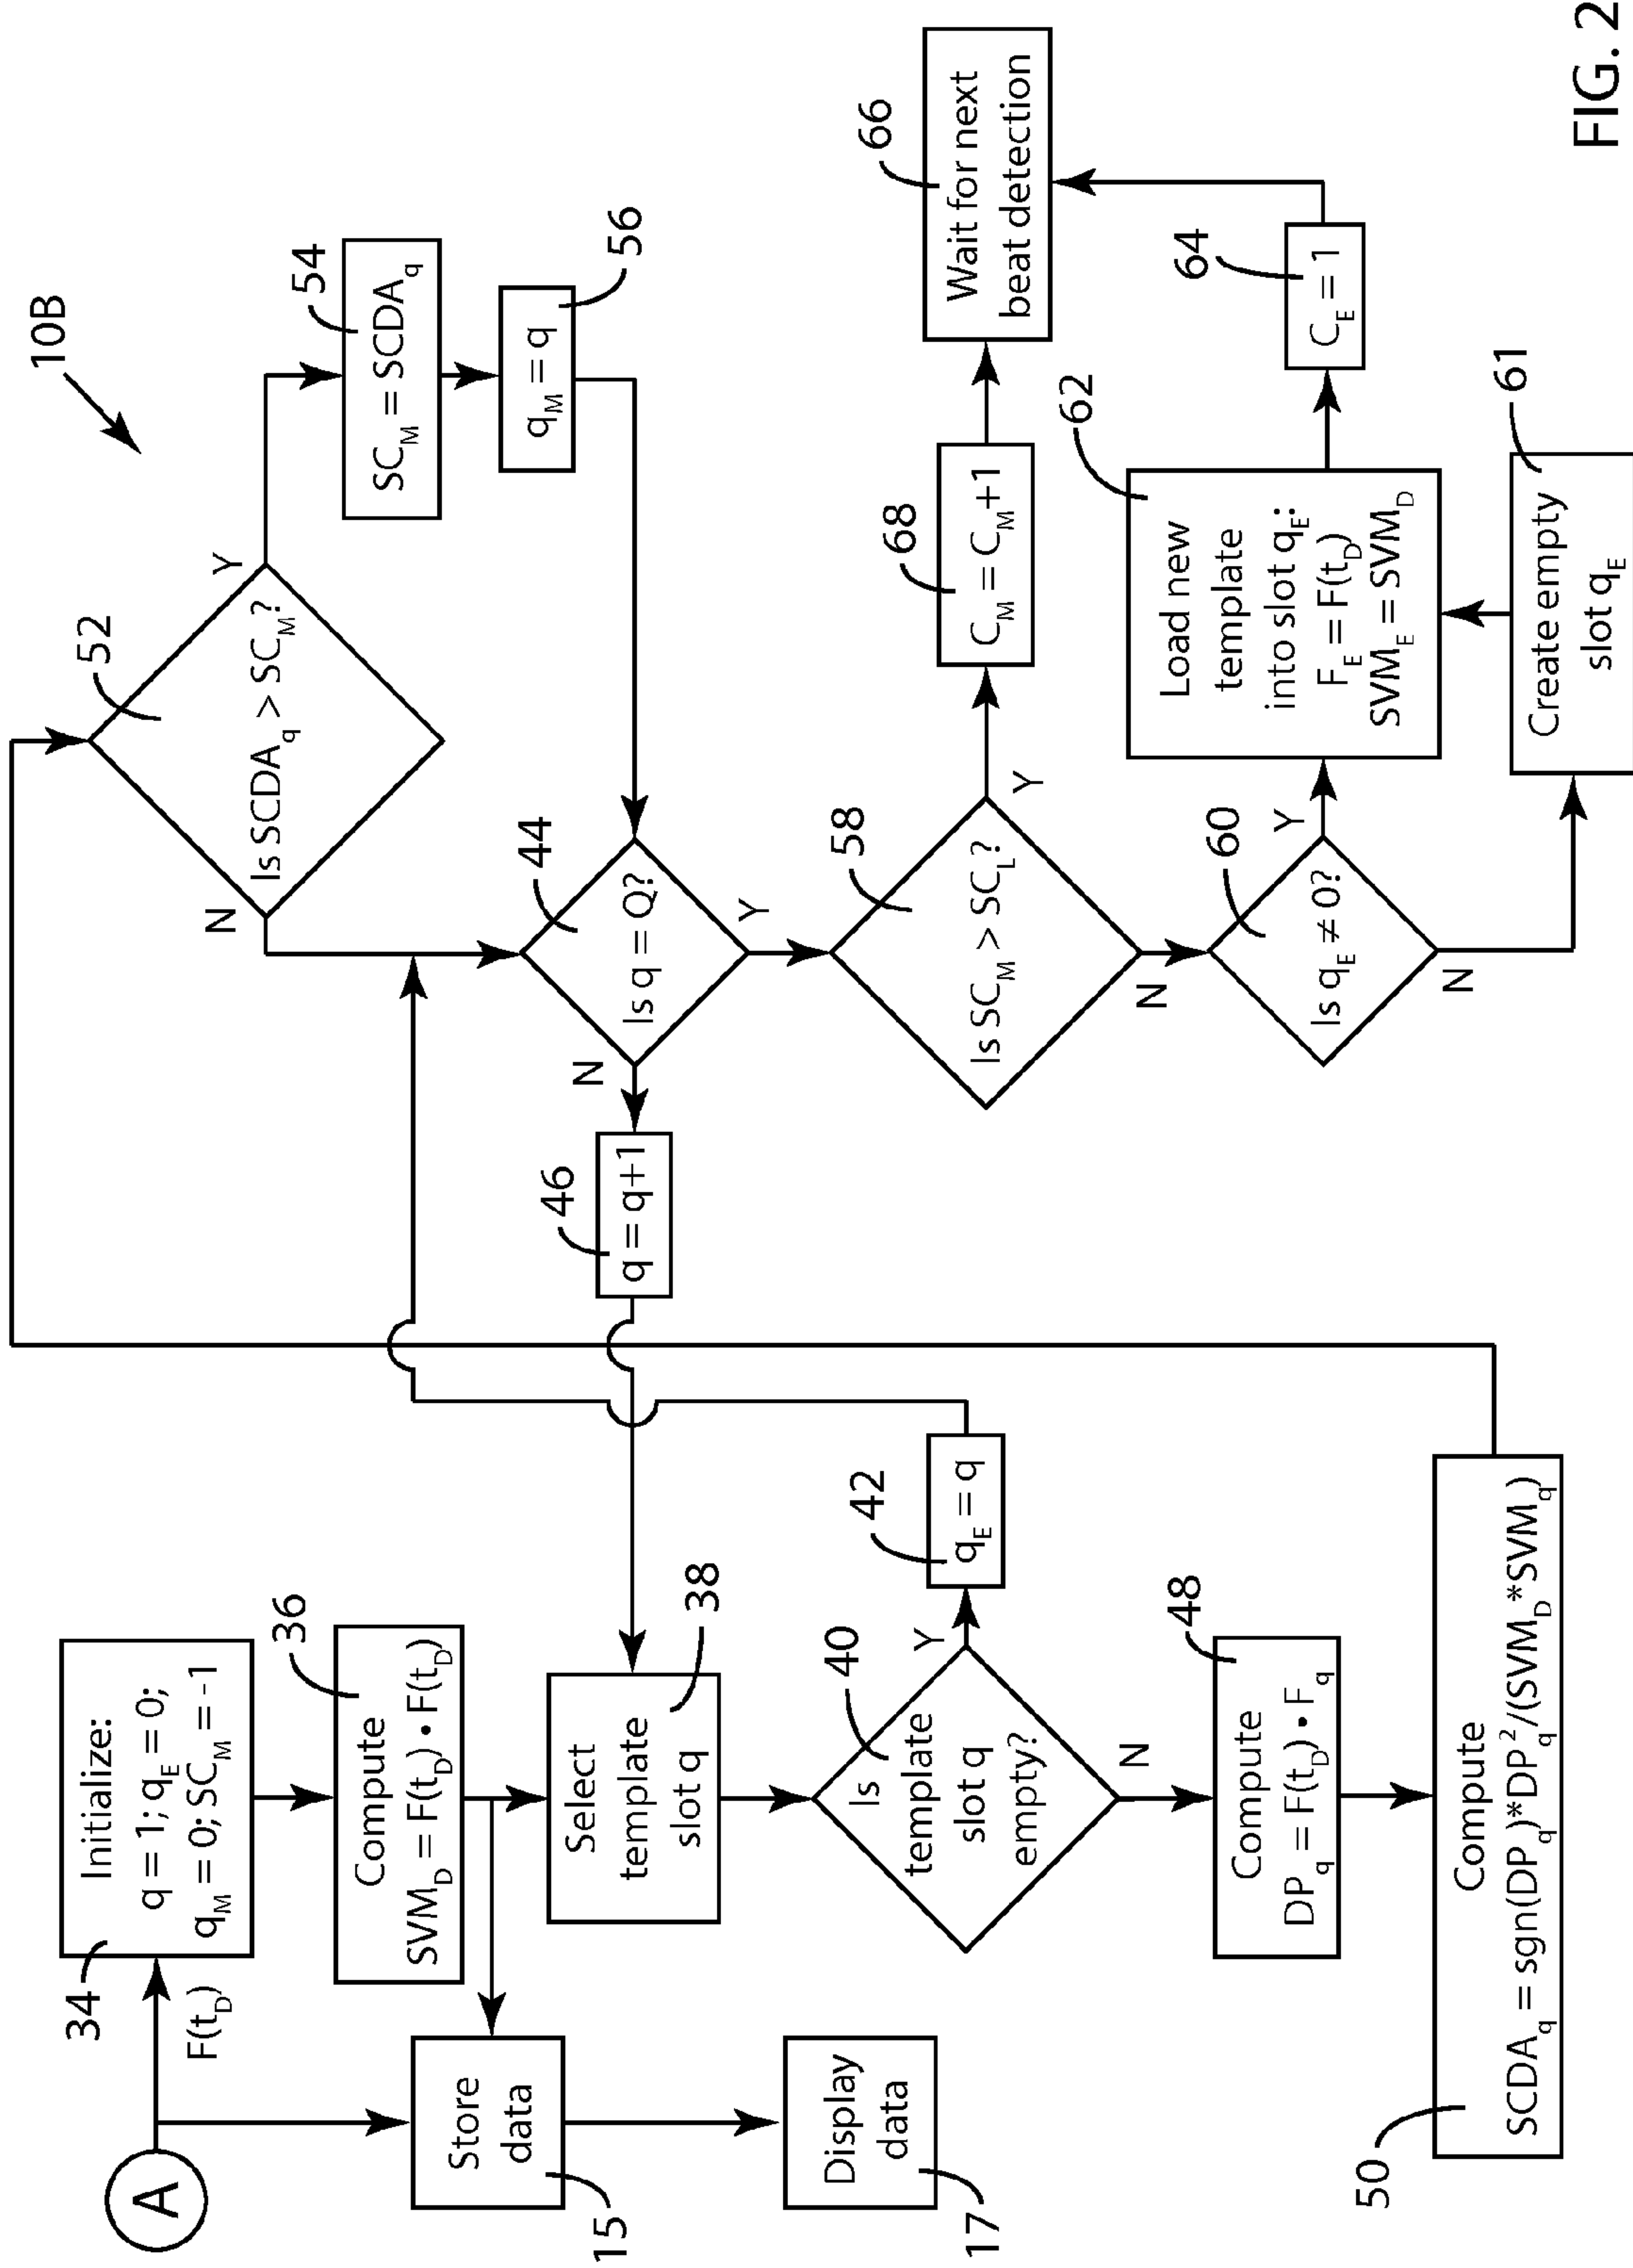 10B
A
F(t_D)
34
Initialize:
q = 1; q_E = 0;
q_M = 0; SC_M = -1
36
Compute
SVM_D = F(t_D) • F(t_D)
Store
data
15
Display
data
17
Select
template
slot q
38
Is
template
slot q
empty?
40
Y
N
42
q_E = q
48
Compute
DP_q = F(t_D) • F_q
50
Compute
SCDA_q = sgn(DP_q)*DP_q²/(SVM_D*SVM_q)
52
Is SCDA_q > SC_M?
Y
N
54
SC_M = SCDA_q
56
q_M = q
44
Is q = Q?
N
Y
46
q = q+1
58
Is SC_M > SC_L?
Y
N
68
C_M = C_M+1
66
Wait for next
beat detection
60
Is q_E ≠ 0?
Y
N
62
Load new
template
into slot q_E:
F_E = F(t_D)
SVM_E = SVM_D
64
C_E = 1
61
Create empty
slot q_E
FIG. 2